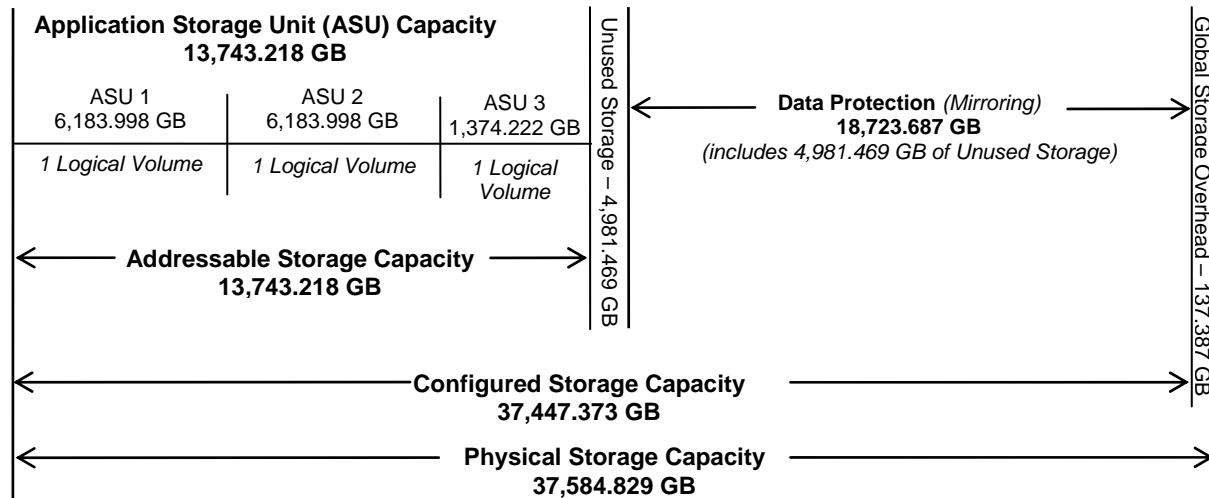 Application Storage Unit (ASU) Capacity
13,743.218 GB
ASU 1
6,183.998 GB
ASU 2
6,183.998 GB
ASU 3
1,374.222 GB
1 Logical Volume
1 Logical Volume
1 Logical
Volume
Addressable Storage Capacity
13,743.218 GB
Unused Storage – 4,981.469 GB
Data Protection (Mirroring)
18,723.687 GB
(includes 4,981.469 GB of Unused Storage)
Global Storage Overhead – 137.387 GB
Configured Storage Capacity
37,447.373 GB
Physical Storage Capacity
37,584.829 GB